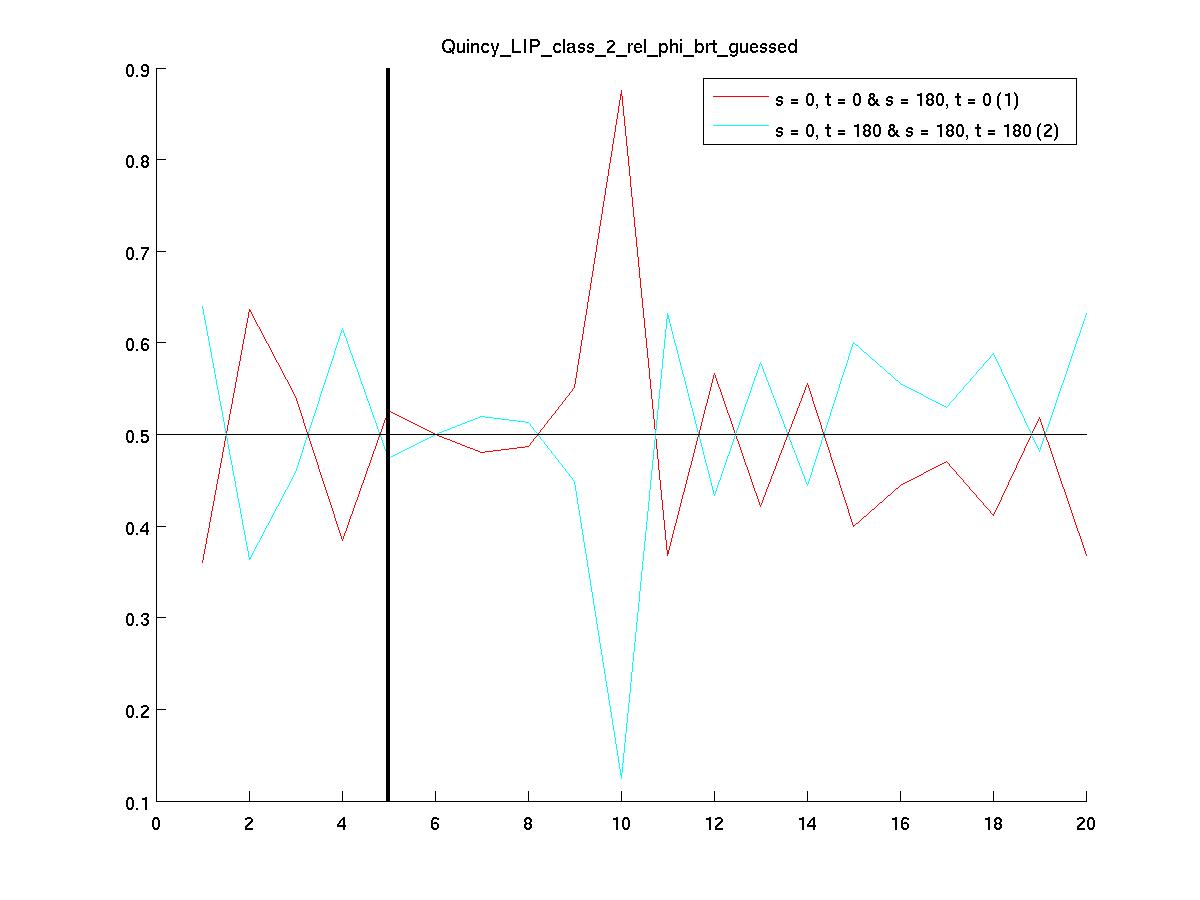 Quincy_LIP_class_2_rel_phi_brt_guessed
s = 0, t = 0 & s = 180, t = 0 (1)
s = 0, t = 180 & s = 180, t = 180 (2)
0.9
0.8
0.7
0.6
0.5
0.4
0.3
0.2
0.1
0 2 4 6 8 10 12 14 16 18 20